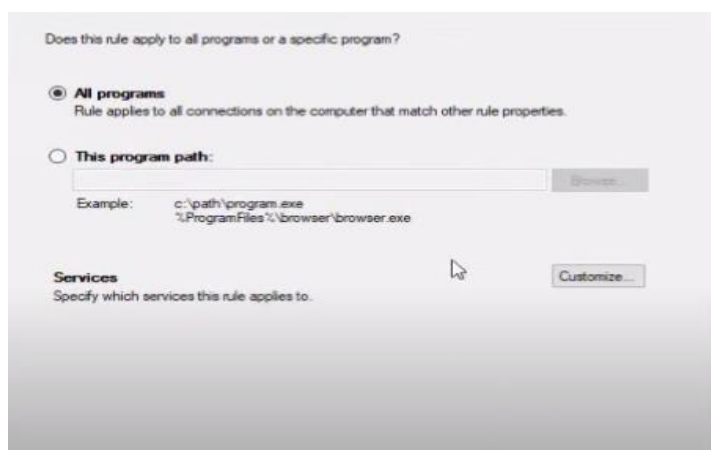 Does this rule apply to all programs or a specific program?
All programs
Rule applies to all connections on the computer that match other rule properties.
This program path:
Browse...
Example: c:\path\program.exe
%ProgramFiles%\browser\browser.exe
Services
Customize...
Specify which services this rule applies to.